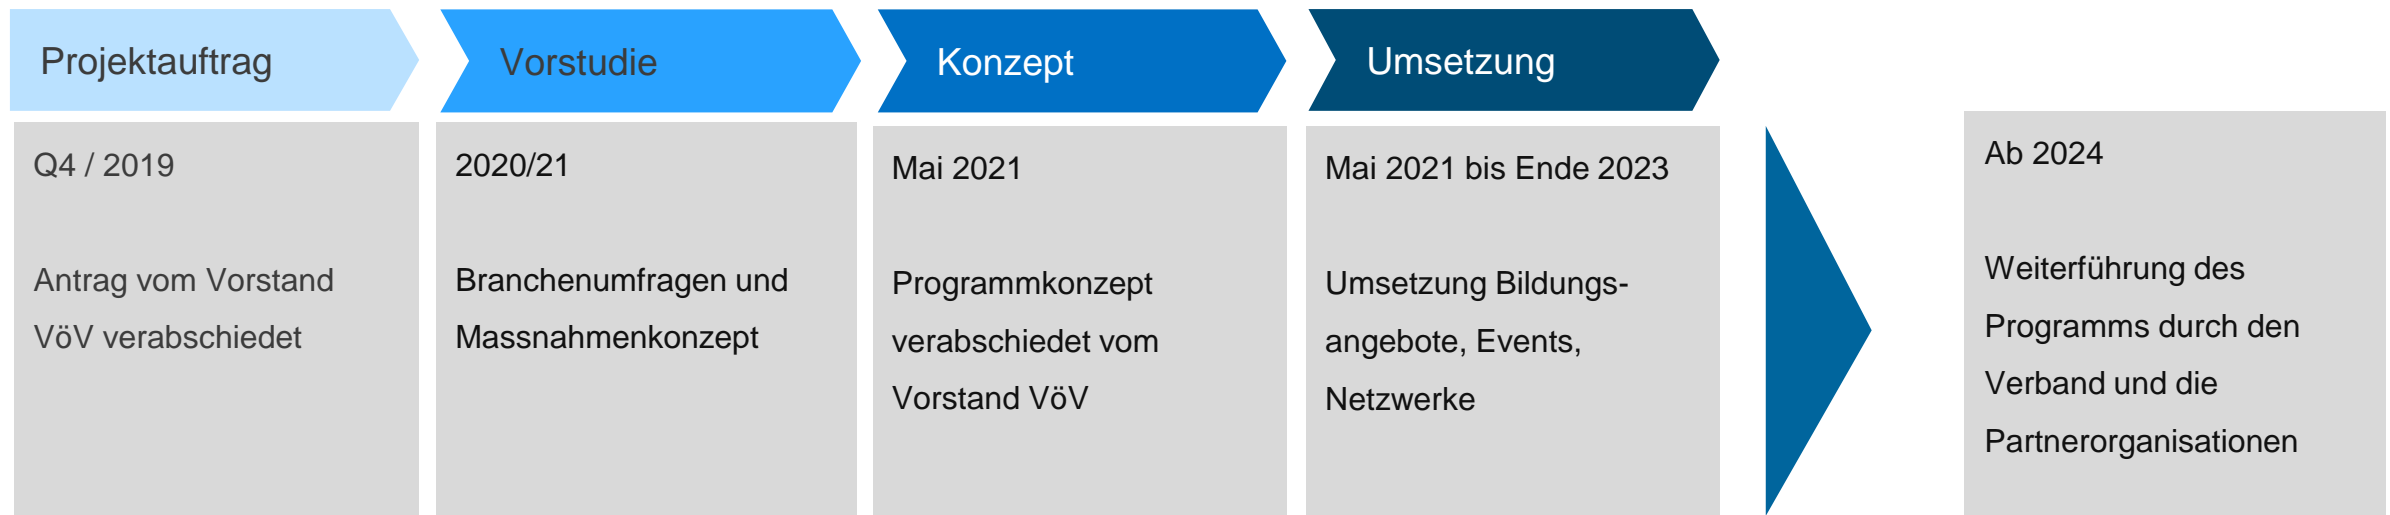 Projektauftrag
Q4 / 2019
Antrag vom Vorstand
VöV verabschiedet
Vorstudie
2020/21
Branchenumfragen und
Massnahmenkonzept
Konzept
Mai 2021
Programmkonzept
verabschiedet vom
Vorstand VöV
Umsetzung
Mai 2021 bis Ende 2023
Umsetzung Bildungs-
angebote, Events,
Netzwerke
Ab 2024
Weiterführung des
Programms durch den
Verband und die
Partnerorganisationen